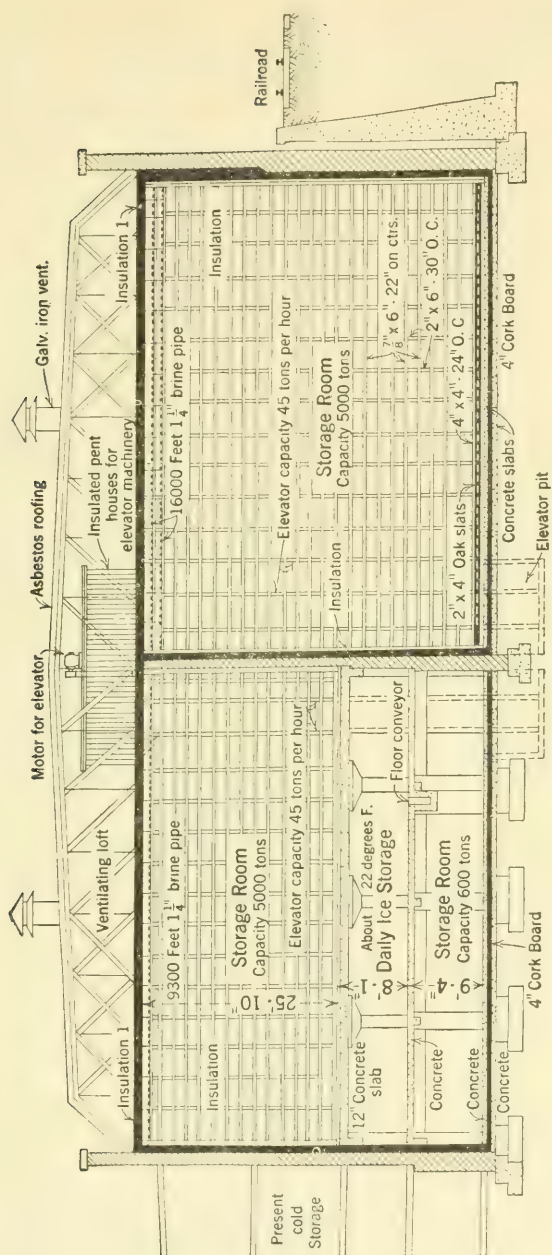 Motor for elevator
Asbestos roofing
Galv. iron vent.
Insulated pent
houses for
elevator machinery
Ventilating loft
Insulation 1
Insulation 1
Railroad
Present
cold
Storage
9300 Feet 1 1/4" brine pipe
Insulation
Storage Room
Capacity 5000 tons
Elevator capacity 45 tons per hour
25'-10"
12" Concrete
slab
About 22 degrees F.
Daily Ice Storage
8'-1"
Floor conveyor
Storage Room
Capacity 600 tons
9'-4"
Concrete
Concrete
Concrete
4" Cork Board
16000 Feet 1 1/4" brine pipe
Insulation
Elevator capacity 45 tons per hour
Storage Room
Capacity 5000 tons
Insulation
7/8" x 6"-22" on ctrs.
2" x 6"-30" O. C.
4" x 4"-24" O. C
2" x 4" Oak slats
4" Cork Board
Concrete slabs
Elevator pit